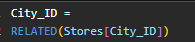 City_ID =
RELATED(Stores[City_ID])